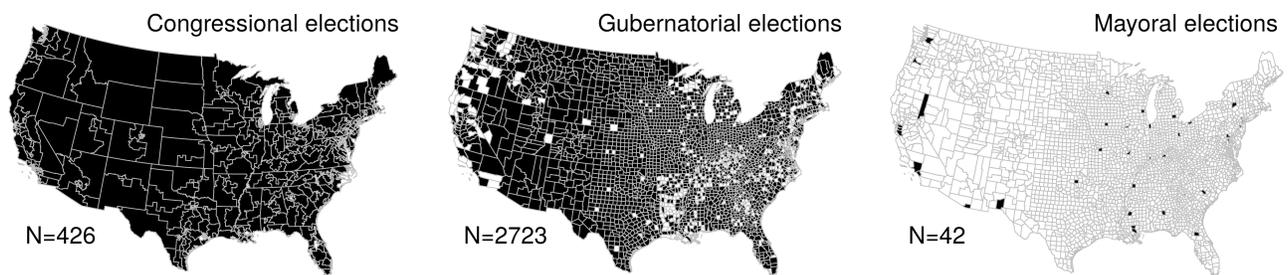 Congressional elections
N=426
Gubernatorial elections
N=2723
Mayoral elections
N=42